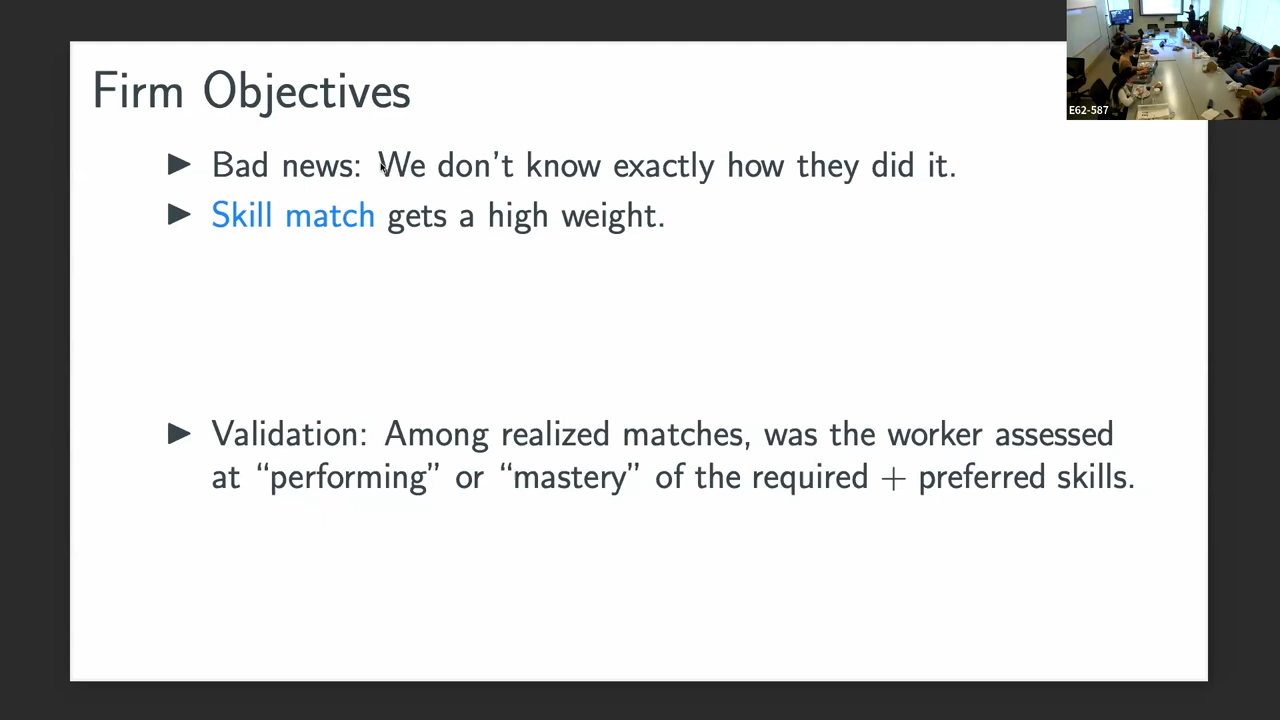 Firm Objectives
▶ Bad news: We don't know exactly how they did it.
▶ Skill match gets a high weight.
▶ Validation: Among realized matches, was the worker assessed
at “performing” or “mastery” of the required + preferred skills.
E62-587